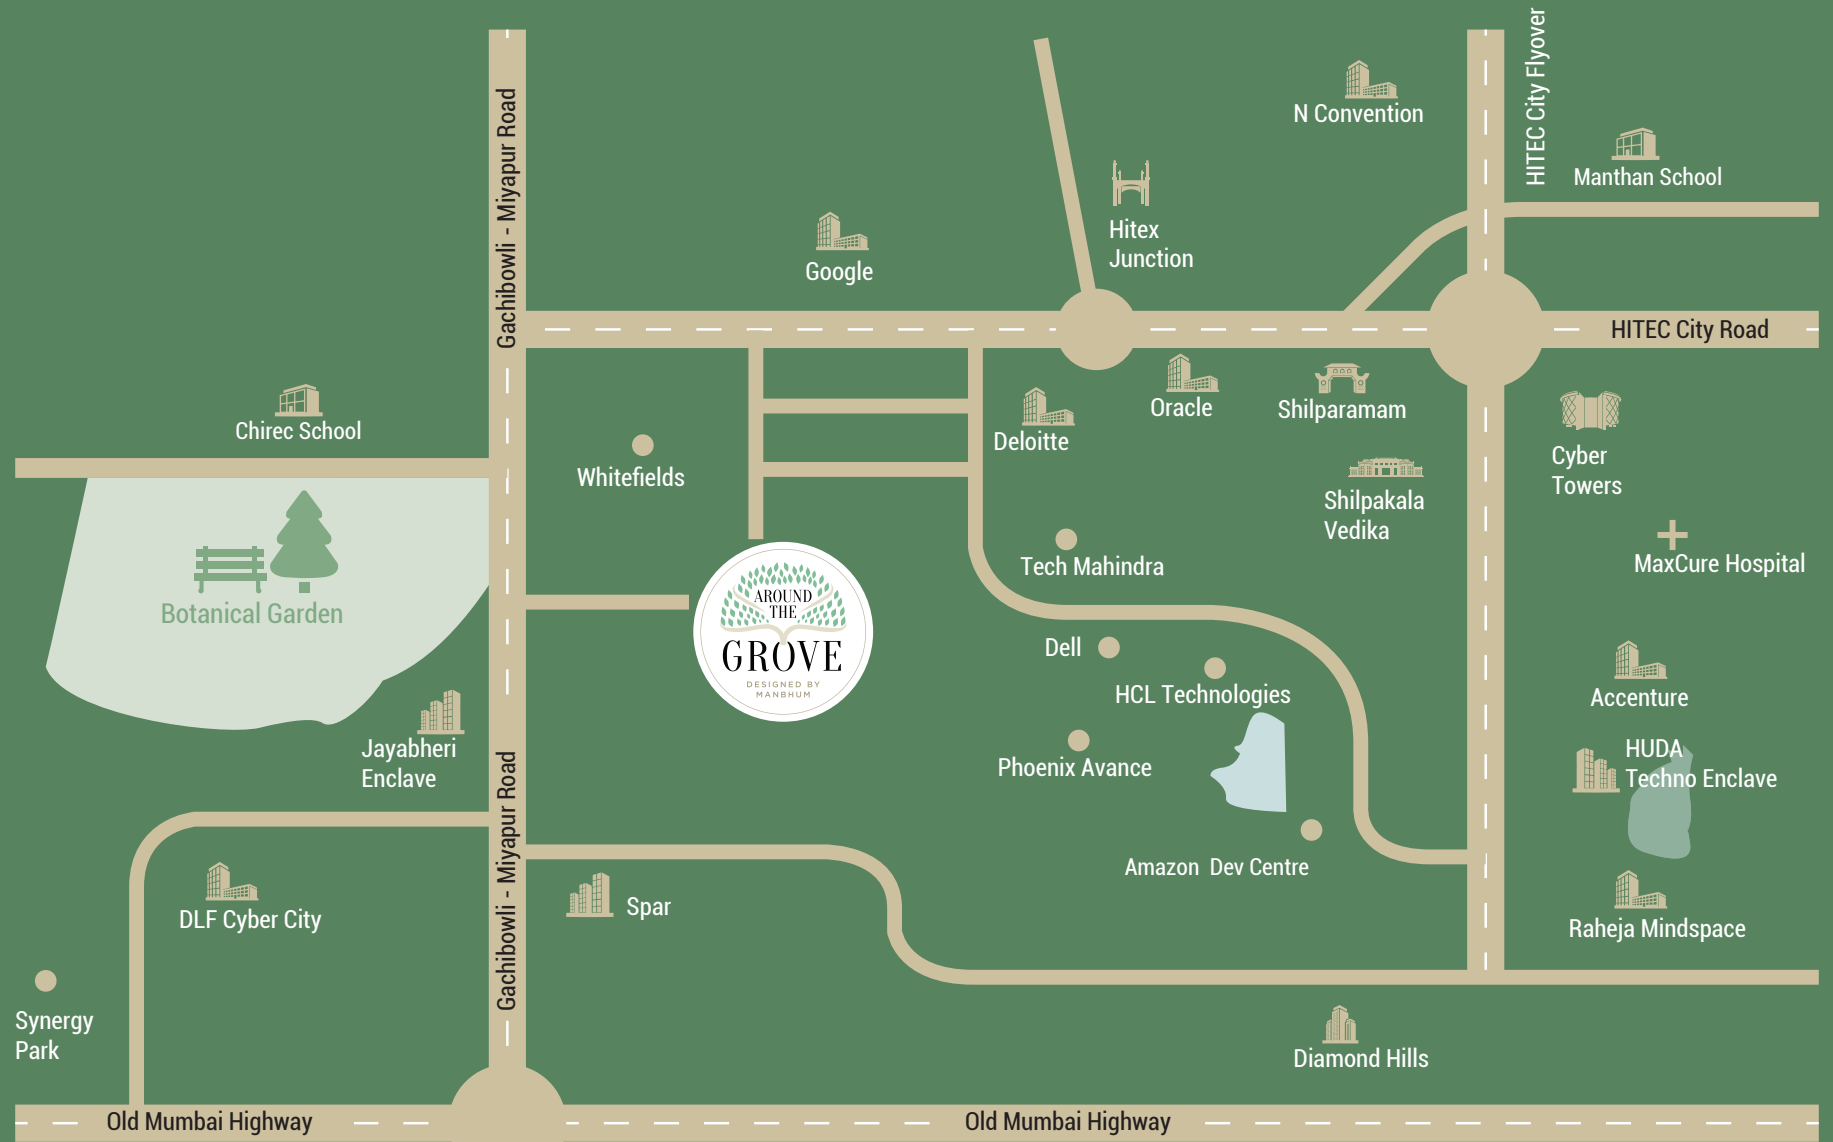 HITEC City Flyover
N Convention
Gachibowli - Miyapur Road
Manthan School
Hitex
Junction
Google
HITEC City Road
Oracle
Shilparamam
Chirec School
Deloitte
Cyber
Towers
Whitefields
Shilpakala
Vedika
MaxCure Hospital
Tech Mahindra
Botanical Garden
AROUND
THE
GROVE
DESIGNED BY
MANBHUM
Dell
HCL Technologies
Accenture
Jayabheri
Enclave
HUDA
Techno Enclave
Phoenix Avance
Gachibowli - Miyapur Road
Amazon Dev Centre
DLF Cyber City
Spar
Raheja Mindspace
Synergy
Park
Diamond Hills
Old Mumbai Highway
Old Mumbai Highway